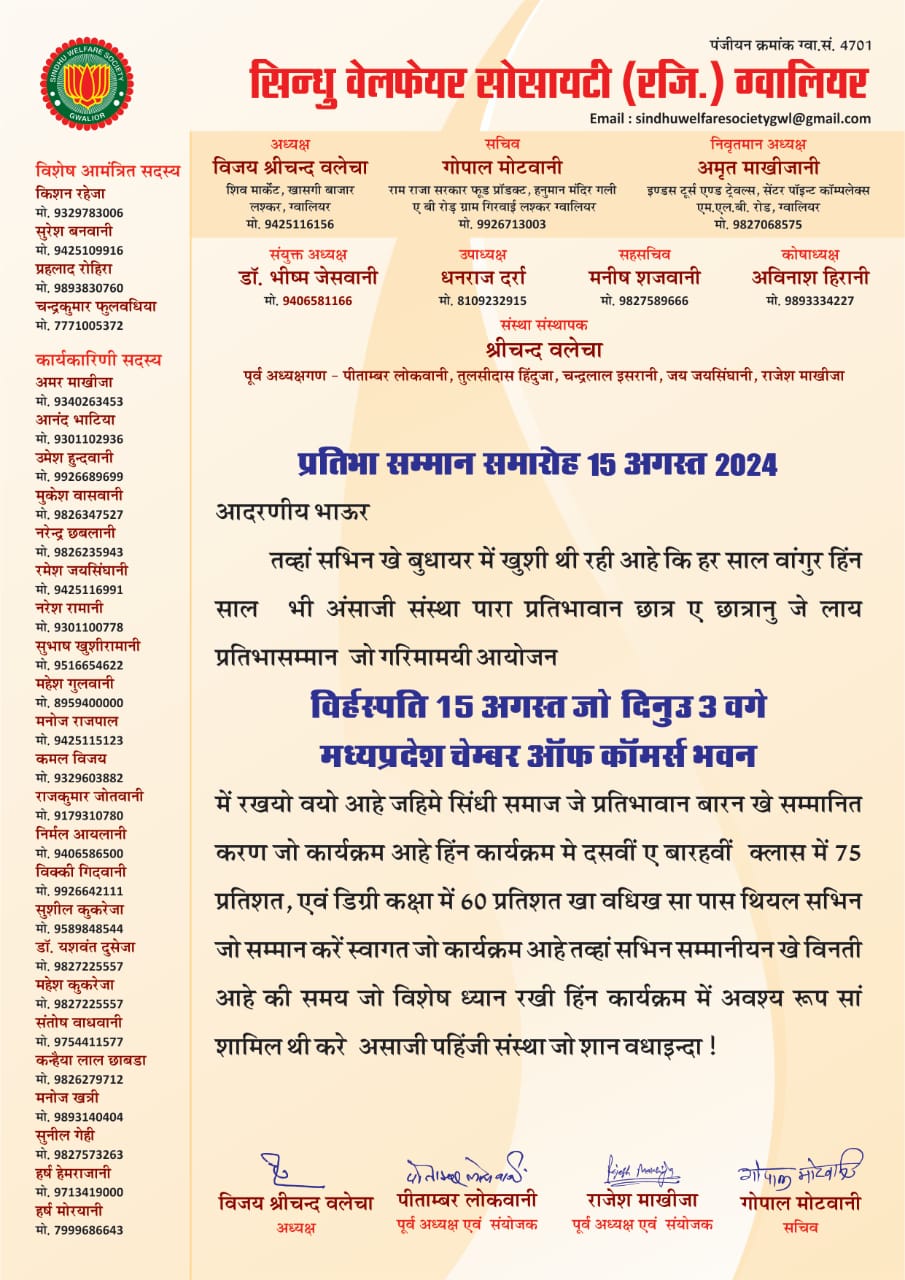 पंजीयन क्रमांक ग्वा.सं. 4701
सिन्धु वेलफेयर सोसायटी (रजि.) ग्वालियर
Email : sindhuwelfaresocietygwl@gmail.com
SINDHU WELFARE SOCIETY
GWALIOR
अध्यक्ष
विजय श्रीचन्द वलेचा
शिव मार्केट, खासगी बाजार
लश्कर, ग्वालियर
मो. 9425116156
सचिव
गोपाल मोटवानी
राम राजा सरकार फूड प्रॉडक्ट, हनुमान मंदिर गली
ए बी रोड़ ग्राम गिरवाई लश्कर ग्वालियर
मो. 9926713003
निवृतमान अध्यक्ष
अमृत माखीजानी
इण्डस टूर्स एण्ड ट्रेवल्स, सेंटर पॉइन्ट कॉम्पलेक्स
एम.एल.बी. रोड, ग्वालियर
मो. 9827068575
संयुक्त अध्यक्ष
डॉ. भीष्म जेसवानी
मो. 9406581166
उपाध्यक्ष
धनराज दर्रा
मो. 8109232915
सहसचिव
मनीष शजवानी
मो. 9827589666
कोषाध्यक्ष
अविनाश हिरानी
मो. 9893334227
संस्था संस्थापक
श्रीचन्द वलेचा
पूर्व अध्यक्षगण – पीताम्बर लोकवानी, तुलसीदास हिंदुजा, चन्द्रलाल इसरानी, जय जयसिंघानी, राजेश माखीजा
विशेष आमंत्रित सदस्य
किशन रहेजा
मो. 9329783006
सुरेश बनवानी
मो. 9425109916
प्रहलाद रोहिरा
मो. 9893830760
चन्द्रकुमार फुलवधिया
मो. 7771005372
कार्यकारिणी सदस्य
अमर माखीजा
मो. 9340263453
आनंद भाटिया
मो. 9301102936
उमेश हुन्दवानी
मो. 9926689699
मुकेश वासवानी
मो. 9826347527
नरेन्द्र छबलानी
मो. 9826235943
रमेश जयसिंघानी
मो. 9425116991
नरेश रामानी
मो. 9301100778
सुभाष खुशीरामानी
मो. 9516654622
महेश गुलवानी
मो. 8959400000
मनोज राजपाल
मो. 9425115123
कमल विजय
मो. 9329603882
राजकुमार जोतवानी
मो. 9179310780
निर्मल आयलानी
मो. 9406586500
विक्की गिदवानी
मो. 9926642111
सुशील कुकरेजा
मो. 9589848544
डॉ. यशवंत दुसेजा
मो. 9827225557
महेश कुकरेजा
मो. 9827225557
संतोष वाधवानी
मो. 9754411577
कन्हैया लाल छाबडा
मो. 9826279712
मनोज खत्री
मो. 9893140404
सुनील गेही
मो. 9827573263
हर्ष हेमराजानी
मो. 9713419000
हर्ष मोरयानी
मो. 7999686643
प्रतिभा सम्मान समारोह 15 अगस्त 2024
आदरणीय भाऊर
तव्हां सभिन खे बुधायर में खुशी थी रही आहे कि हर साल वांगुर हिंन
साल भी अंसाजी संस्था पारा प्रतिभावान छात्र ए छात्रानु जे लाय
प्रतिभासम्मान जो गरिमामयी आयोजन
विर्हस्पति 15 अगस्त जो दिनुउ 3 वगे
मध्यप्रदेश चेम्बर ऑफ कॉमर्स भवन
में रखयो वयो आहे जहिमे सिंधी समाज जे प्रतिभावान बारन खे सम्मानित
करण जो कार्यक्रम आहे हिंन कार्यक्रम मे दसवीं ए बारहवीं क्लास में 75
प्रतिशत, एवं डिग्री कक्षा में 60 प्रतिशत खा वधिख सा पास थियल सभिन
जो सम्मान करें स्वागत जो कार्यक्रम आहे तव्हां सभिन सम्मानीयन खे विनती
आहे की समय जो विशेष ध्यान रखी हिंन कार्यक्रम में अवश्य रूप सां
शामिल थी करे असाजी पहिंजी संस्था जो शान वधाइन्दा !
पीताम्बर लोकवानी
गोपाल मोटवानी
विजय श्रीचन्द वलेचा
अध्यक्ष
पीताम्बर लोकवानी
पूर्व अध्यक्ष एवं संयोजक
राजेश माखीजा
पूर्व अध्यक्ष एवं संयोजक
गोपाल मोटवानी
सचिव